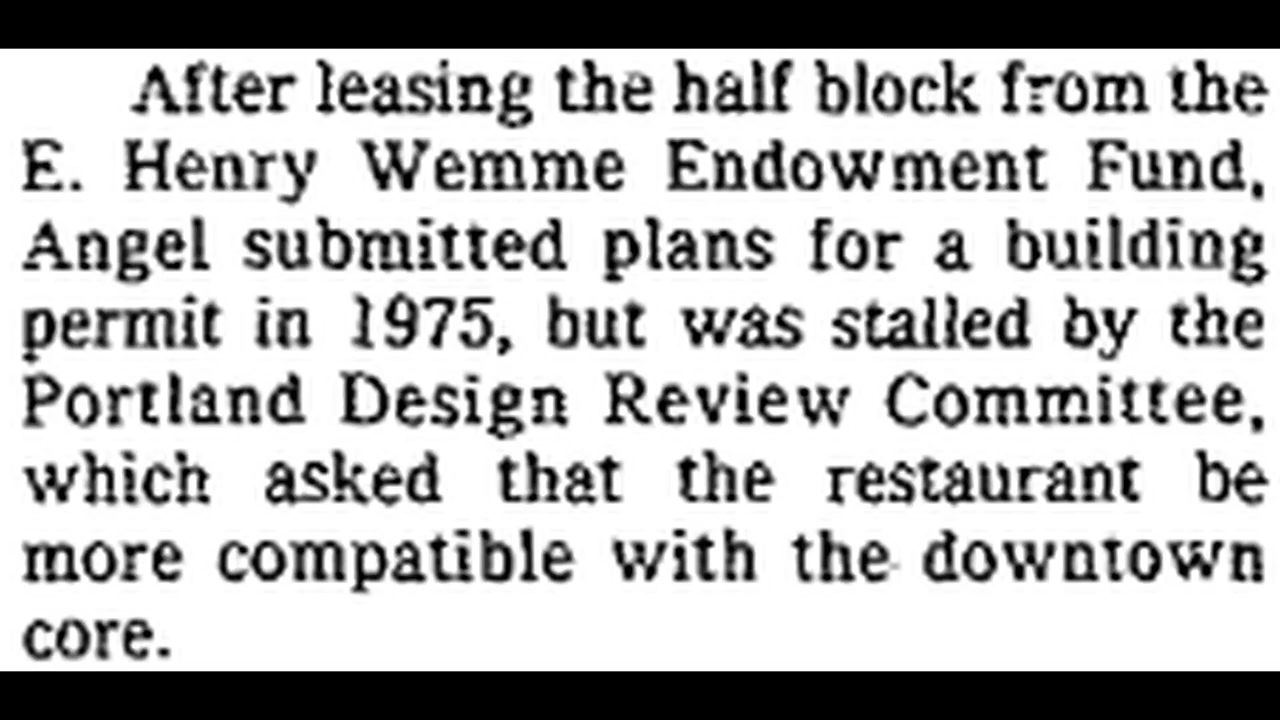 After leasing the half block from the
E. Henry Wemme Endowment Fund,
Angel submitted plans for a building
permit in 1975, but was stalled by the
Portland Design Review Committee,
which asked that the restaurant be
more compatible with the downtown
core.